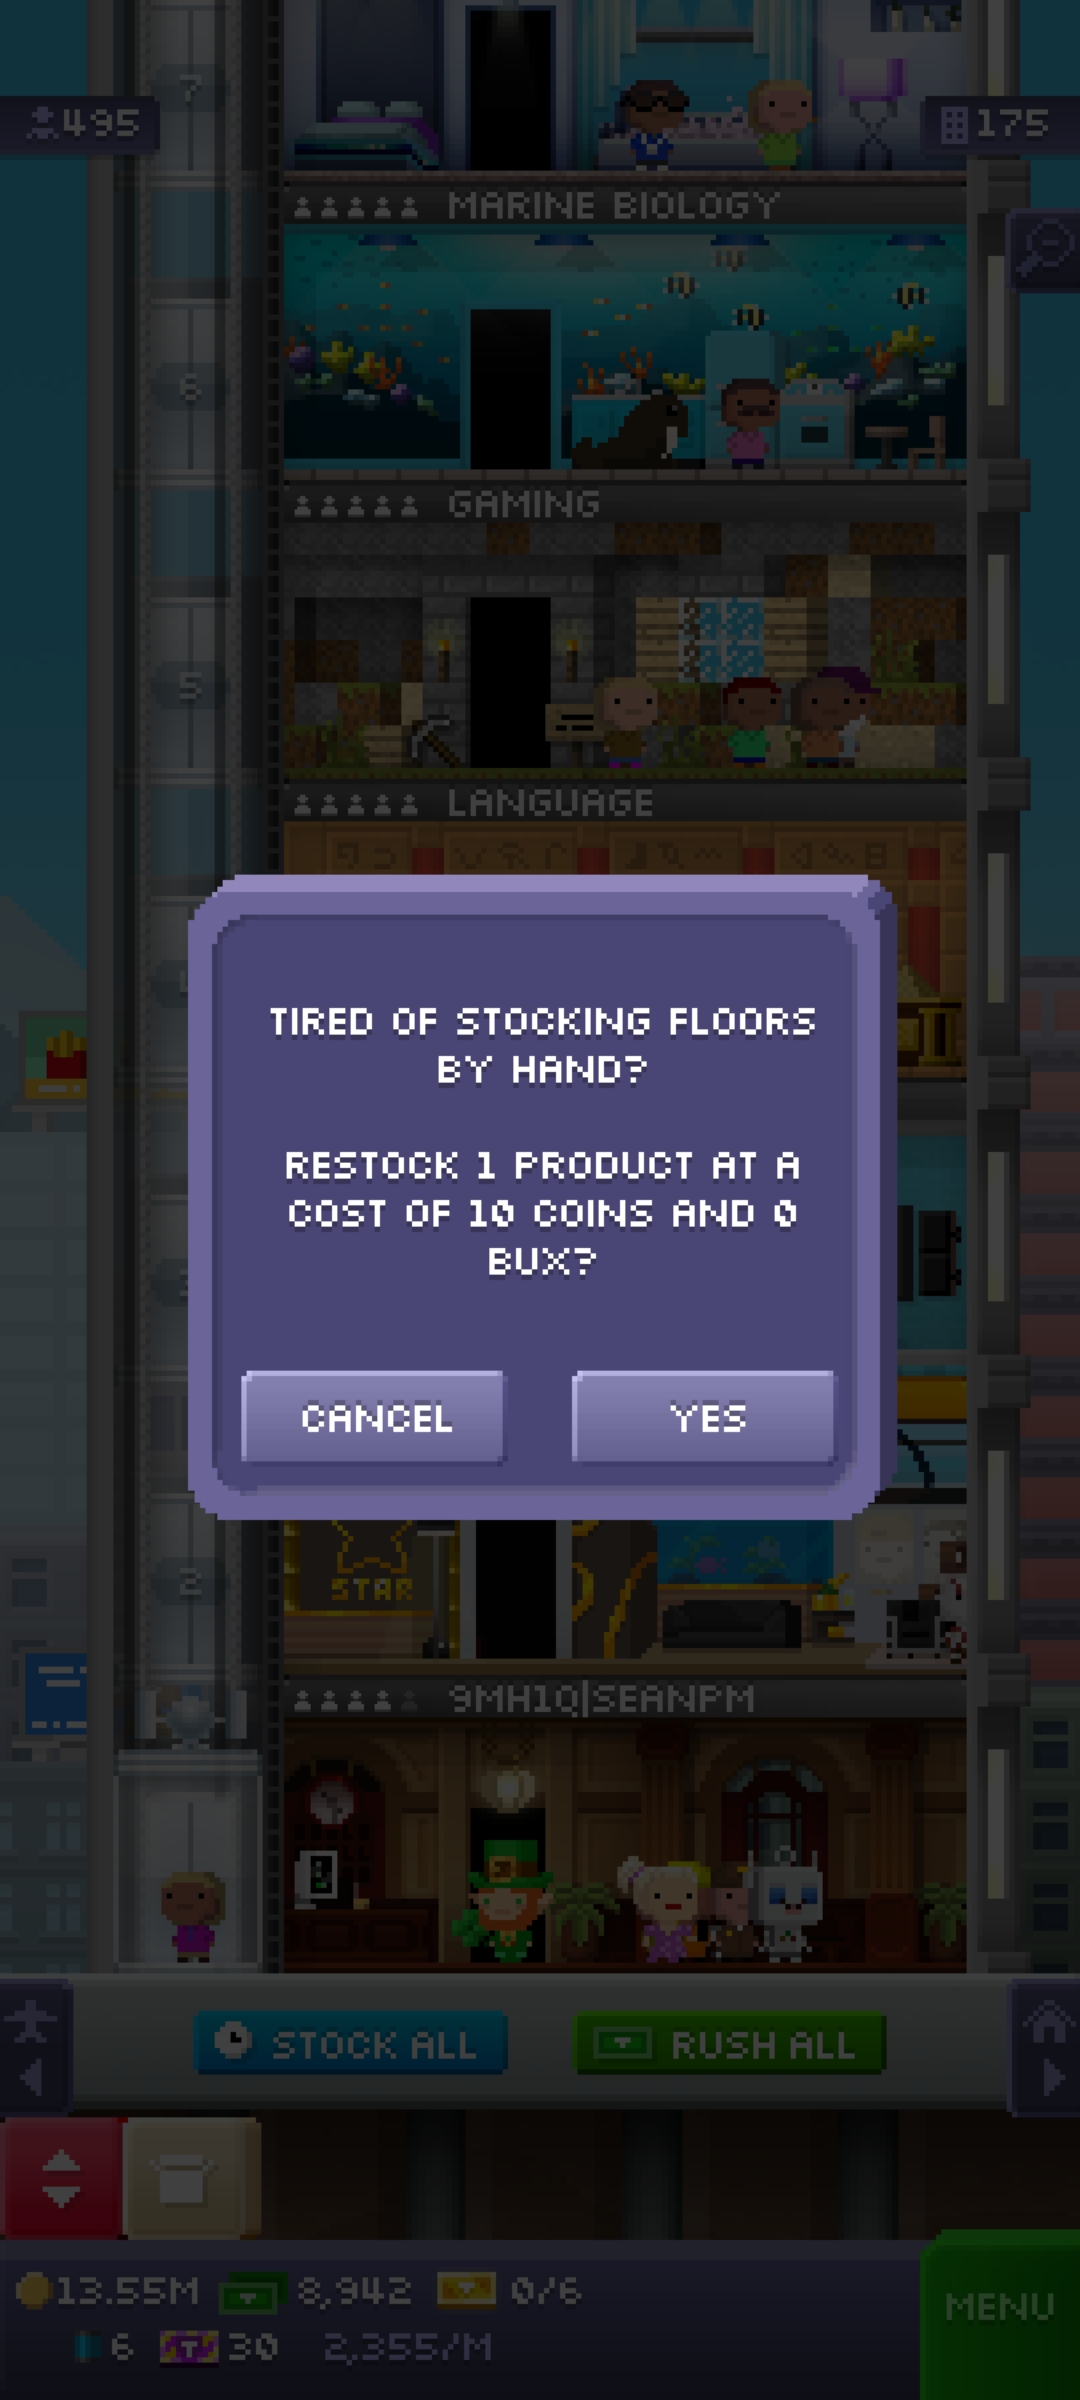 7
495
175
MARINE BIOLOGY
6
GAMING
5
LANGUAGE
TIRED OF STOCKING FLOORS
BY HAND?
RESTOCK 1 PRODUCT AT A
COST OF 10 COINS AND 0
BUX?
CANCEL
YES
STAR
2
9MH1Q|SEANPM
STOCK ALL
RUSH ALL
13.55M
8,942
0/6
MENU
6
30
2,355/M